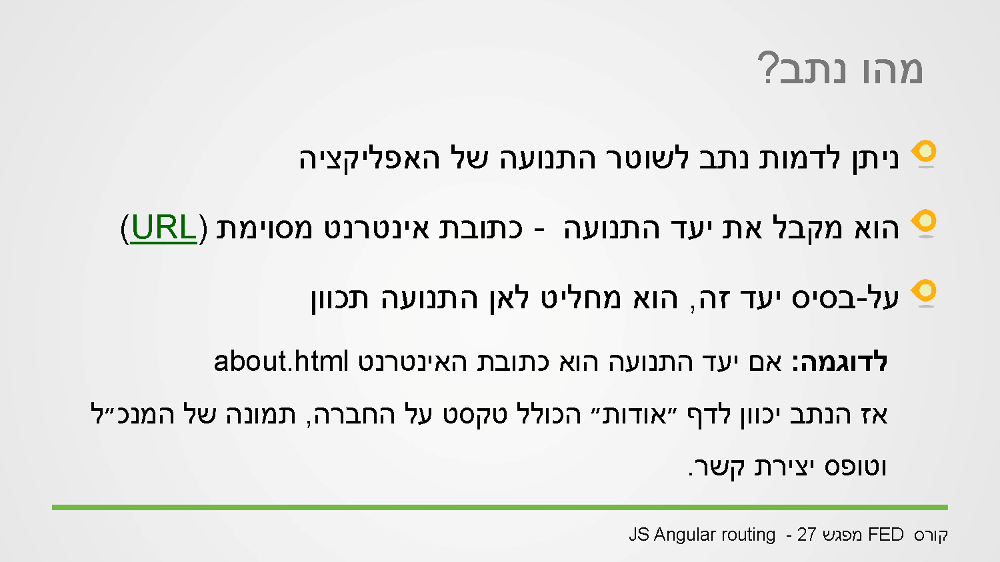 מהו נתב?
ניתן לדמות נתב לשוטר התנועה של האפליקציה
הוא מקבל את יעד התנועה - כתובת אינטרנט מסוימת (URL)
על-בסיס יעד זה, הוא מחליט לאן התנועה תכווון
לדוגמה: אם יעד התנועה הוא כתובת האינטרנט about.html
אז הנתב יכווון לדף ״אודות״ הכולל טקסט על החברה, תמונה של המנכ״ל
וטופס יצירת קשר.
קורס FED מפגש 27 - JS Angular routing